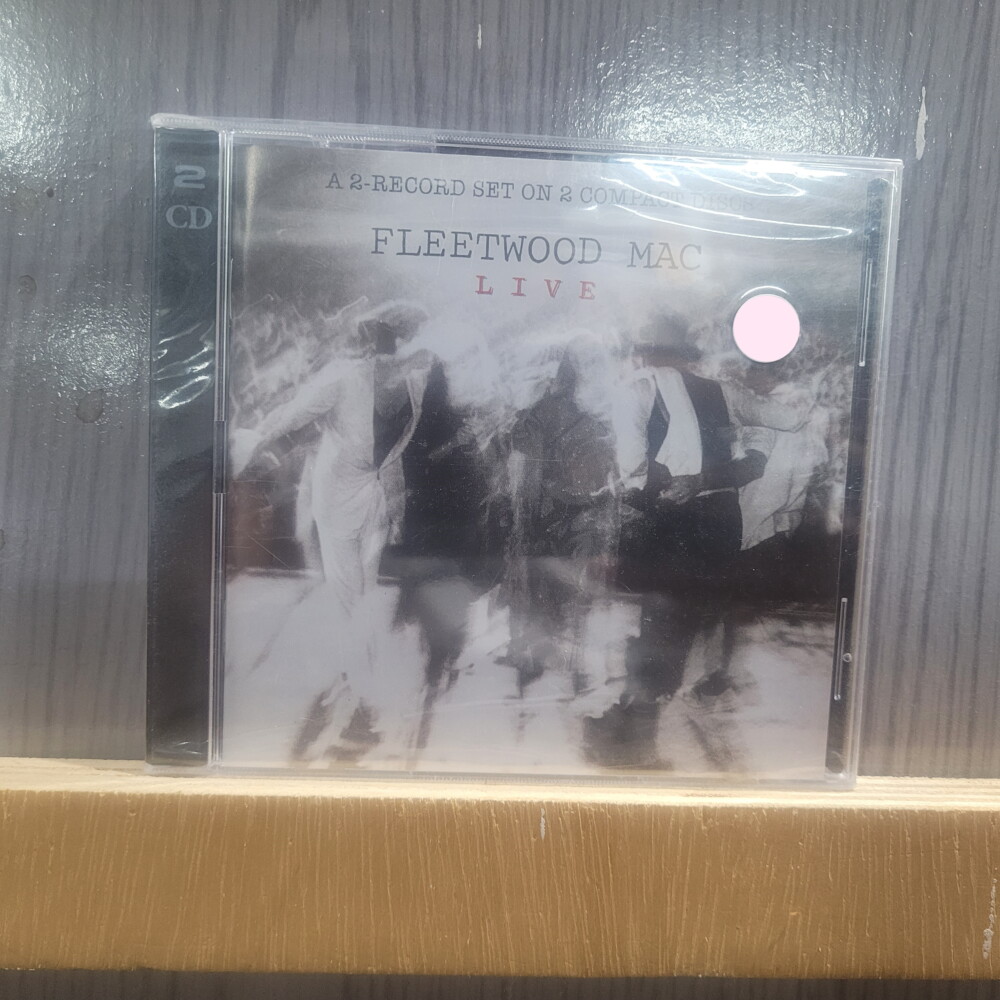 2
CD
A 2-RECORD SET ON 2 COMPACT DISCS
FLEETWOOD MAC
LIVE